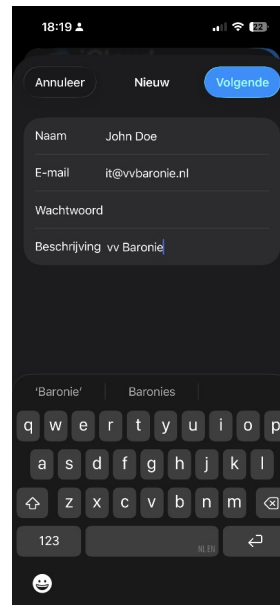 18:19 22
Annuleer Nieuw Volgende
Naam John Doe
E-mail it@vvbaronie.nl
Wachtwoord
Beschrijving vv Baronie
'Baronie' Baronies
q w e r t y u i o p
a s d f g h j k l
z x c v b n m
123 NL EN